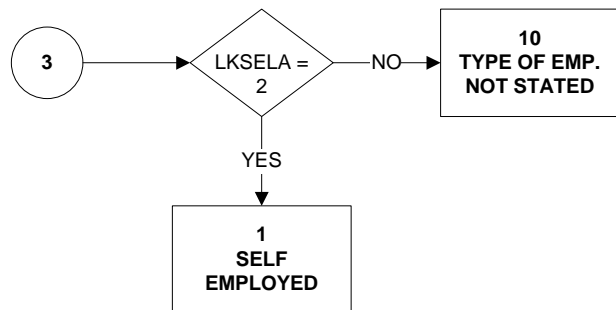 3
LKSELA =
2
NO
10
TYPE OF EMP.
NOT STATED
YES
1
SELF
EMPLOYED